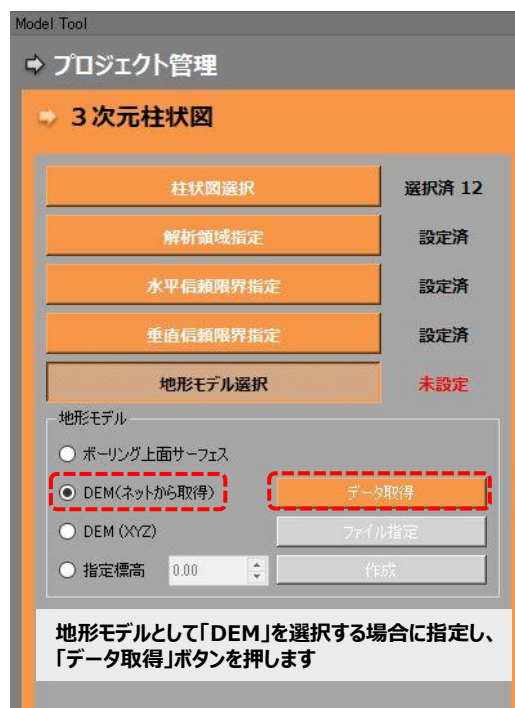 Model Tool
プロジェクト管理
3次元柱状図
柱状図選択 選択済 12
解析領域指定 設定済
水平信頼限界指定 設定済
垂直信頼限界指定 設定済
地形モデル選択 未設定
地形モデル
ボーリング上面サーフェス
DEM(ネットから取得) データ取得
DEM (XYZ) ファイル指定
指定標高 0.00 作成
地形モデルとして「DEM」を選択する場合に指定し、
「データ取得」ボタンを押します